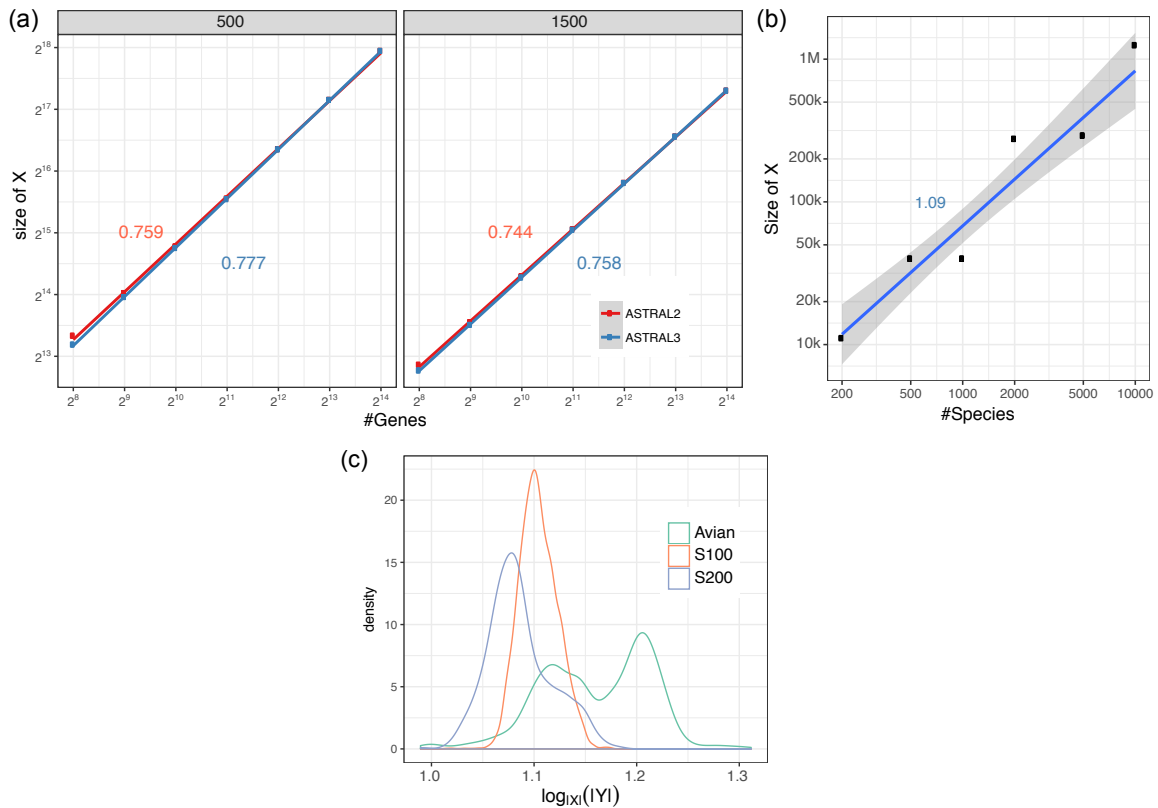 (a)
500
1500
size of X
2^18
2^17
2^16
2^15
2^14
2^13
0.759
0.777
0.744
0.758
ASTRAL2
ASTRAL3
2^8 2^9 2^10 2^11 2^12 2^13 2^14
2^8 2^9 2^10 2^11 2^12 2^13 2^14
#Genes
(b)
Size of X
1M
500k
200k
50k
20k
10k
1.09
200 500 1000 2000 5000 10000
#Species
(c)
density
20
15
10
5
0
Avian
S100
S200
1.0 1.1 1.2 1.3
log|X|(|Y|)